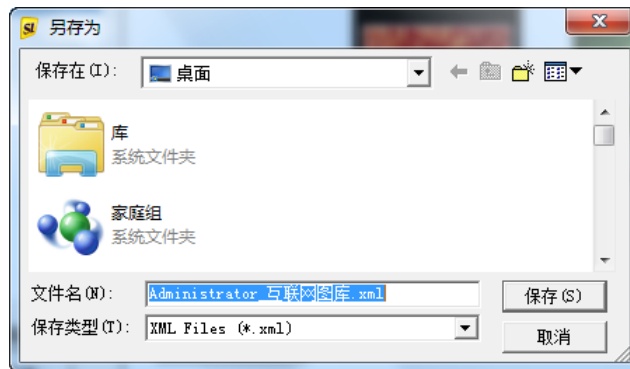 SI 另存为
保存在(I): 桌面
库
系统文件夹
家庭组
系统文件夹
文件名(N): Administrator_互联网图库.xml 保存(S)
保存类型(T): XML Files (*.xml) 取消